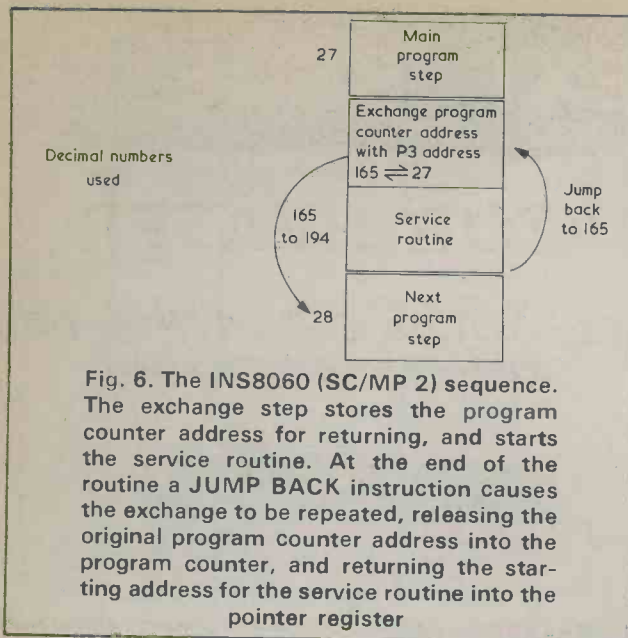 27
Main
program
step
Exchange program
counter address
with P3 address
165 ⇌ 27
Decimal numbers
used
165
to 194
Service
routine
Jump
back
to 165
28
Next
program
step
Fig. 6. The INS8060 (SC/MP 2) sequence.
The exchange step stores the program
counter address for returning, and starts
the service routine. At the end of the
routine a JUMP BACK instruction causes
the exchange to be repeated, releasing the
original program counter address into the
program counter, and returning the star-
ting address for the service routine into the
pointer register